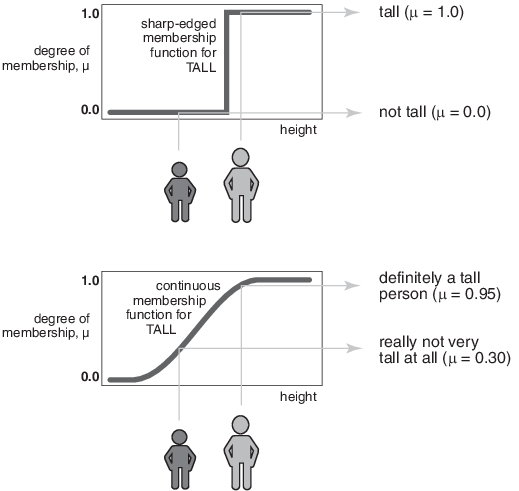 1.0
sharp-edged
membership
function for
TALL
degree of
membership, μ
0.0
height
tall (μ = 1.0)
not tall (μ = 0.0)
1.0
continuous
membership
function for
TALL
degree of
membership, μ
0.0
height
definitely a tall
person (μ = 0.95)
really not very
tall at all (μ = 0.30)